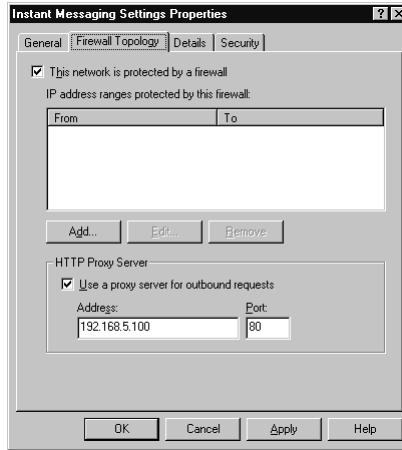 Instant Messaging Settings Properties
General Firewall Topology Details Security
This network is protected by a firewall
IP address ranges protected by this firewall:
From To
Add... Edit... Remove
HTTP Proxy Server
Use a proxy server for outbound requests
Address: Port:
192.168.5.100 80
OK Cancel Apply Help